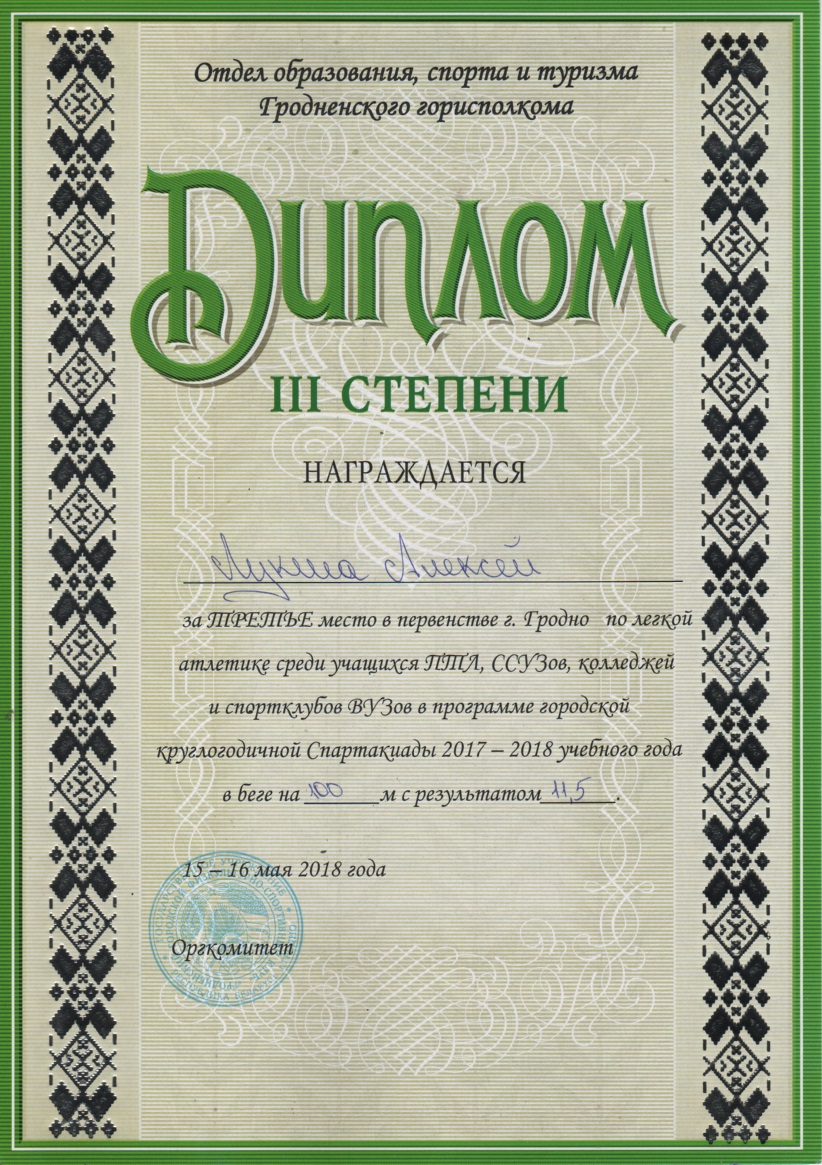 Отдел образования, спорта и туризма
Гродненского горисполкома
Диплом
III СТЕПЕНИ
НАГРАЖДАЕТСЯ
Лукша Алексей
за ТРЕТЬЕ место в первенстве г. Гродно по легкой
атлетике среди учащихся ПТЛ, ССУЗов, колледжей
и спортклубов ВУЗов в программе городской
круглогодичной Спартакиады 2017 – 2018 учебного года
в беге на 100 м с результатом 11,5.
15 – 16 мая 2018 года
Оргкомитет